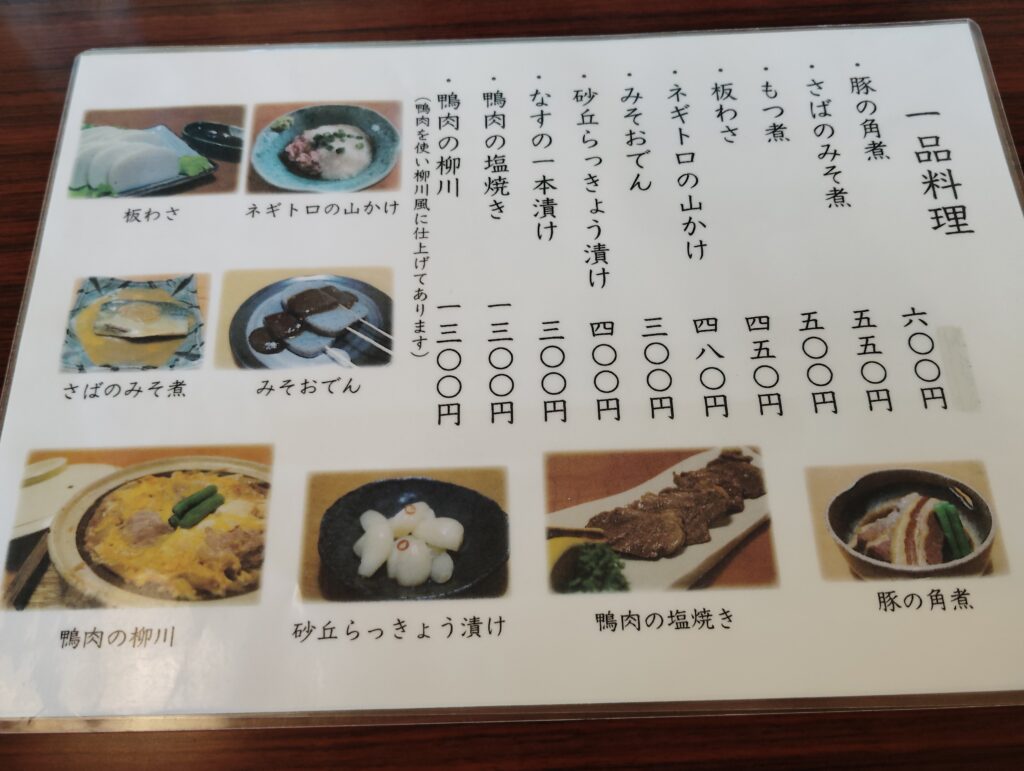 一品料理
・豚の角煮 六〇〇円
・さばのみそ煮 五五〇円
・もつ煮 五〇〇円
・板わさ 四五〇円
・ネギトロの山かけ 四八〇円
・みそおでん 三〇〇円
・砂丘らっきょう漬け 四〇〇円
・なすの一本漬け 三〇〇円
・鴨肉の塩焼き 一三〇〇円
・鴨肉の柳川 一三〇〇円
(鴨肉を使い柳川風に仕上げてあります)
板わさ
ネギトロの山かけ
さばのみそ煮
みそおでん
鴨肉の柳川
砂丘らっきょう漬け
鴨肉の塩焼き
豚の角煮